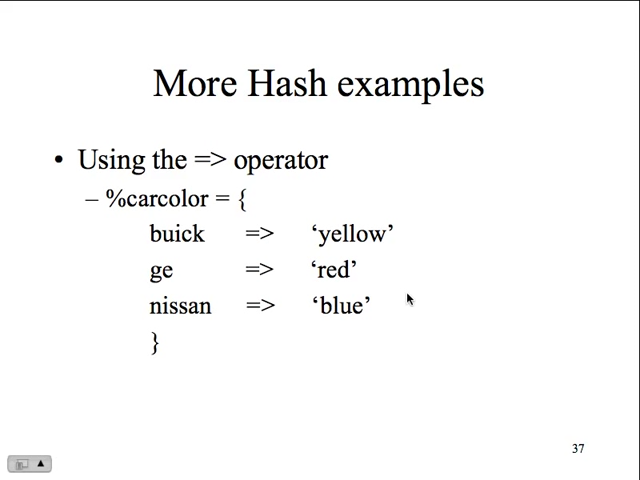 More Hash examples
• Using the => operator
– %carcolor = {
buick => ‘yellow’
ge => ‘red’
nissan => ‘blue’
}
37